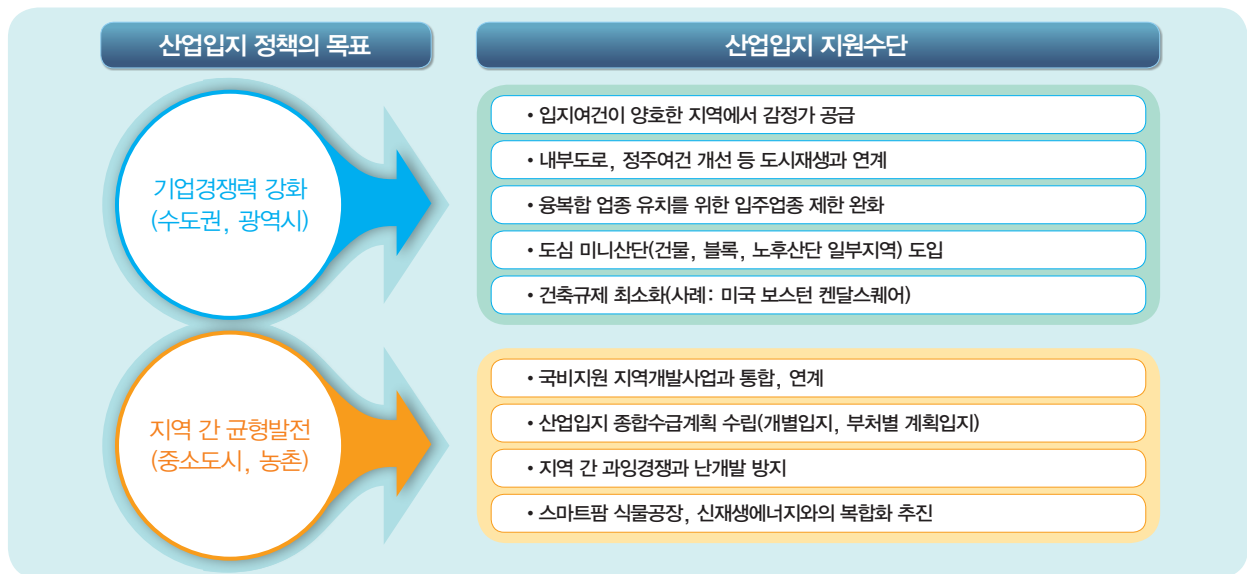 산업입지 정책의 목표
산업입지 지원수단
기업경쟁력 강화
(수도권, 광역시)
• 입지여건이 양호한 지역에서 감정가 공급
• 내부도로, 정주여건 개선 등 도시재생과 연계
• 융복합 업종 유치를 위한 입주업종 제한 완화
• 도심 미니산단(건물, 블록, 노후산단 일부지역) 도입
• 건축규제 최소화(사례: 미국 보스턴 켄달스퀘어)
지역 간 균형발전
(중소도시, 농촌)
• 국비지원 지역개발사업과 통합, 연계
• 산업입지 종합수급계획 수립(개별입지, 부처별 계획입지)
• 지역 간 과잉경쟁과 난개발 방지
• 스마트팜 식물공장, 신재생에너지와의 복합화 추진